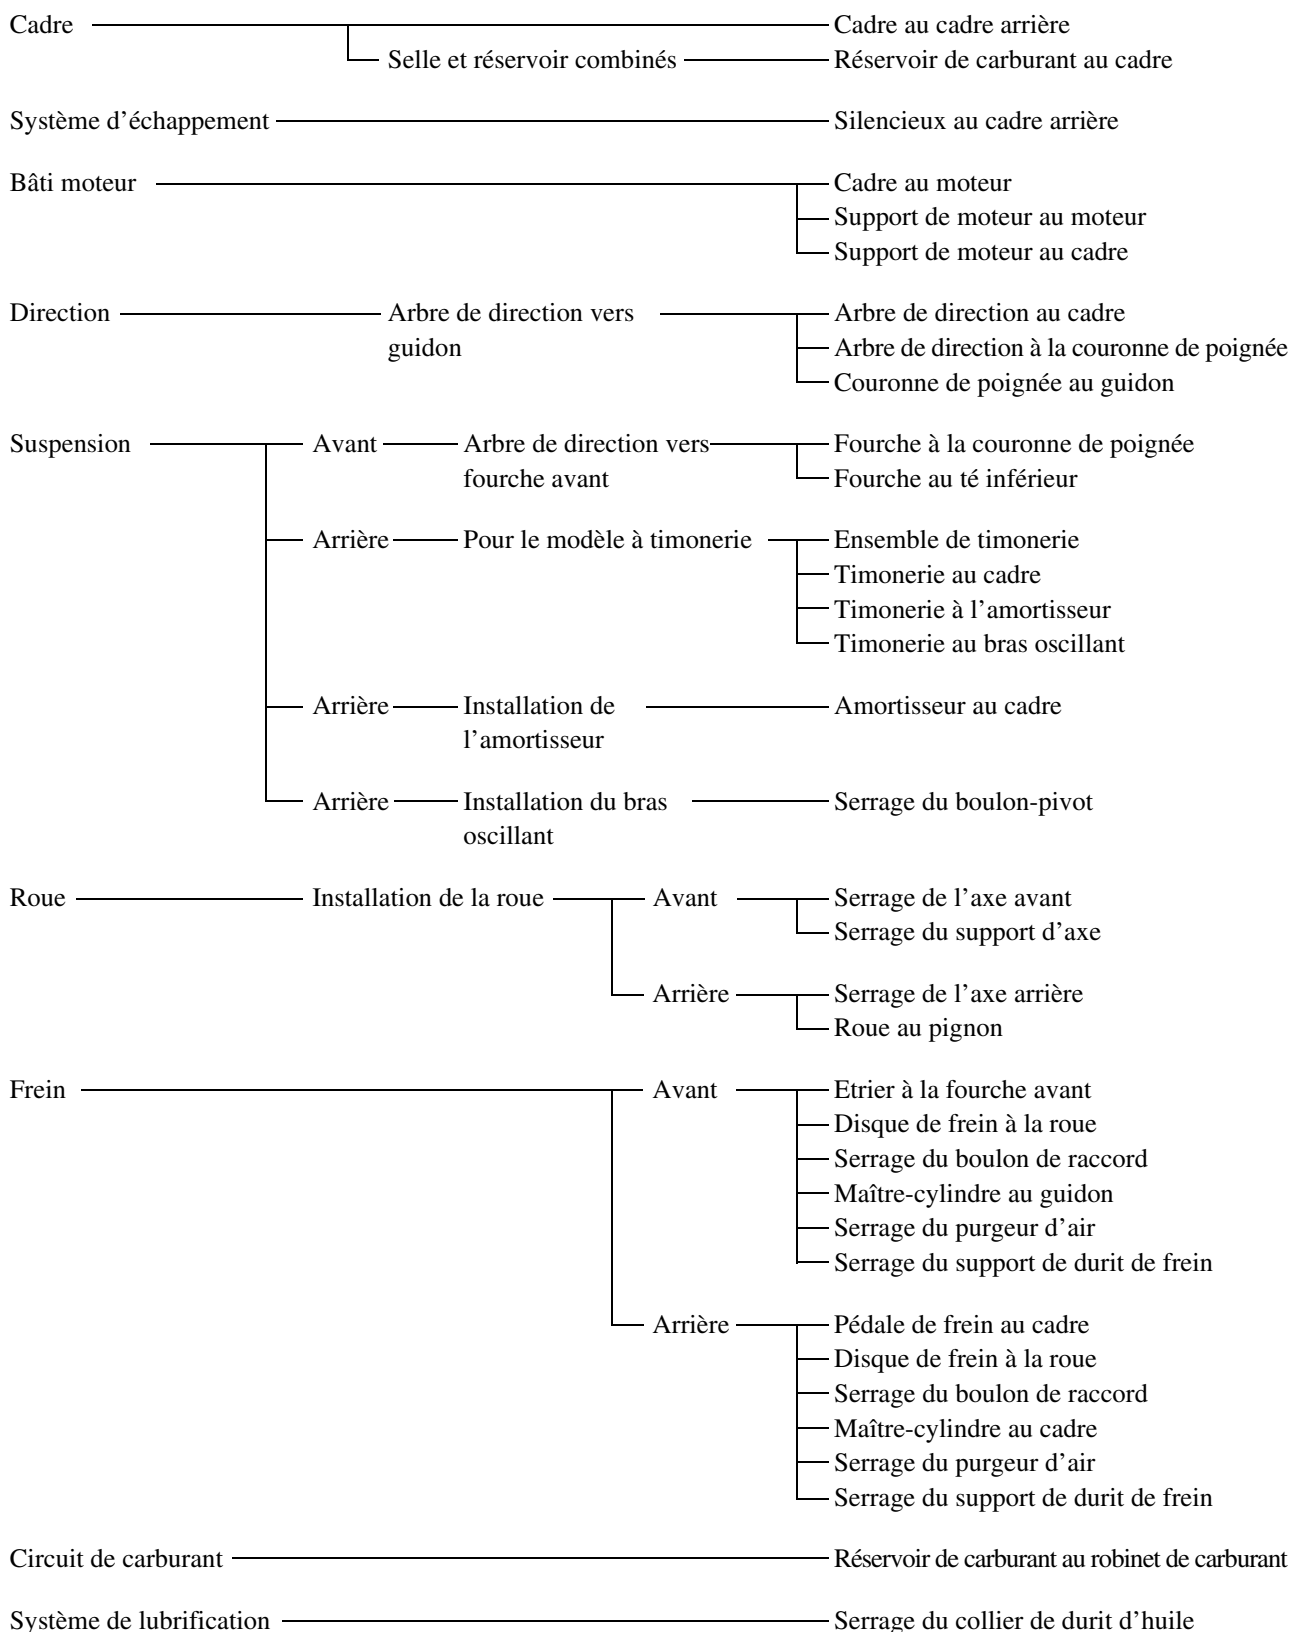 Cadre Cadre au cadre arrière
Selle et réservoir combinés Réservoir de carburant au cadre
Système d’échappement Silencieux au cadre arrière
Bâti moteur Cadre au moteur
Support de moteur au moteur
Support de moteur au cadre
Direction Arbre de direction vers Arbre de direction au cadre
guidon Arbre de direction à la couronne de poignée
Couronne de poignée au guidon
Suspension Avant Arbre de direction vers Fourche à la couronne de poignée
fourche avant Fourche au té inférieur
Arrière Pour le modèle à timonerie Ensemble de timonerie
Timonerie au cadre
Timonerie à l’amortisseur
Timonerie au bras oscillant
Arrière Installation de Amortisseur au cadre
l’amortisseur
Arrière Installation du bras Serrage du boulon-pivot
oscillant
Roue Installation de la roue Avant Serrage de l’axe avant
Serrage du support d’axe
Arrière Serrage de l’axe arrière
Roue au pignon
Frein Avant Etrier à la fourche avant
Disque de frein à la roue
Serrage du boulon de raccord
Maître-cylindre au guidon
Serrage du purgeur d’air
Serrage du support de durit de frein
Arrière Pédale de frein au cadre
Disque de frein à la roue
Serrage du boulon de raccord
Maître-cylindre au cadre
Serrage du purgeur d’air
Serrage du support de durit de frein
Circuit de carburant Réservoir de carburant au robinet de carburant
Système de lubrification Serrage du collier de durit d’huile